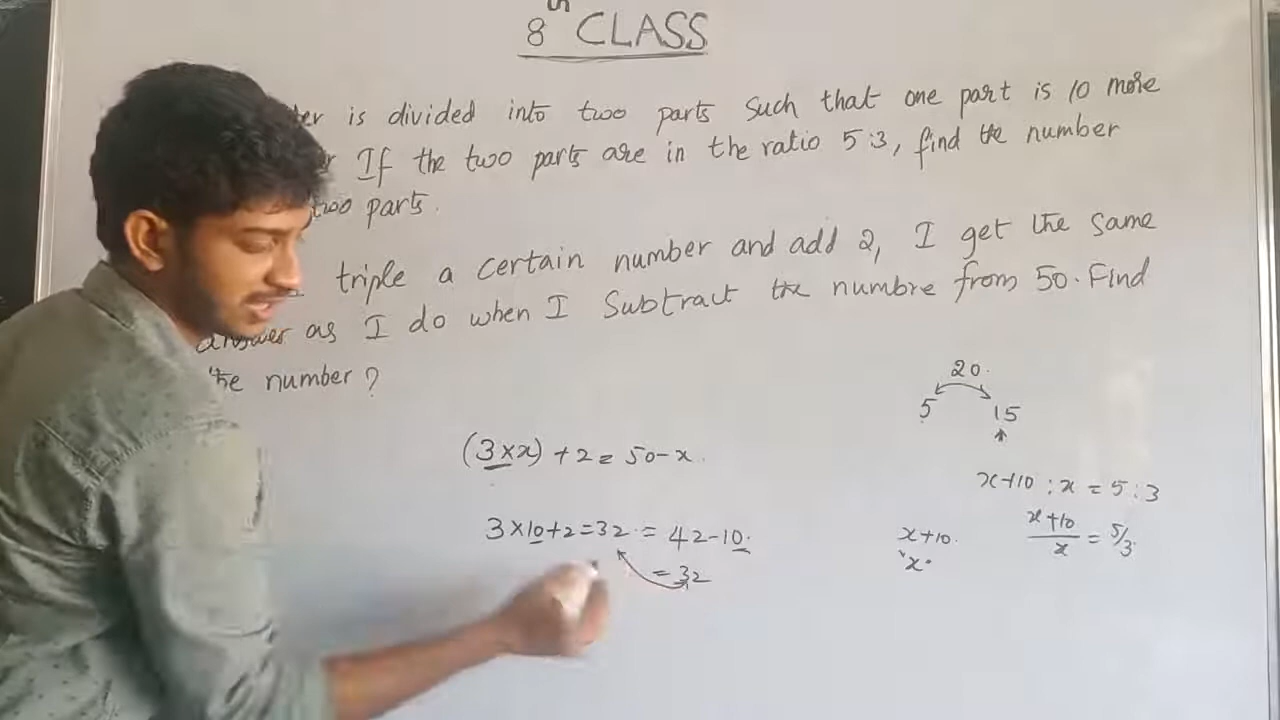 8th CLASS
is divided into two parts such that one part is 10 more
If the two parts are in the ratio 5:3, find the number
two parts.
triple a certain number and add 2, I get the same
answer as I do when I subtract the numbre from 50. Find
the number?
20.
5 15
(3×x)+2=50-x.
x+10 : x = 5 : 3
3×10+2=32.=42-10.
=32
x+10.
x.
x+10/x = 5/3.